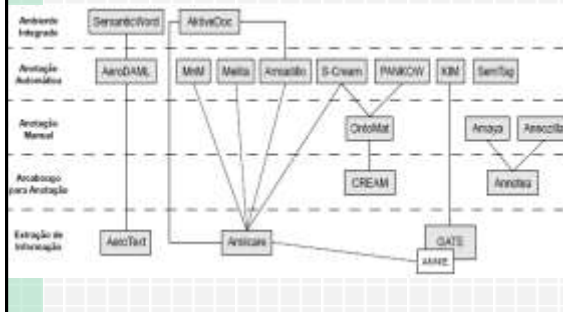 Ambiente
Integrado
SemanticWord
AktiveDoc
Anotação
Automática
AeroDAML
MnM
Melita
Armadillo
S-Cream
PANKOW
KIM
SemTag
Anotação
Manual
OntoMat
Amaya
Annozilla
Arcabouço
para Anotação
CREAM
Annotea
Extração de
Informação
AeroText
Amilcare
GATE
ANNIE